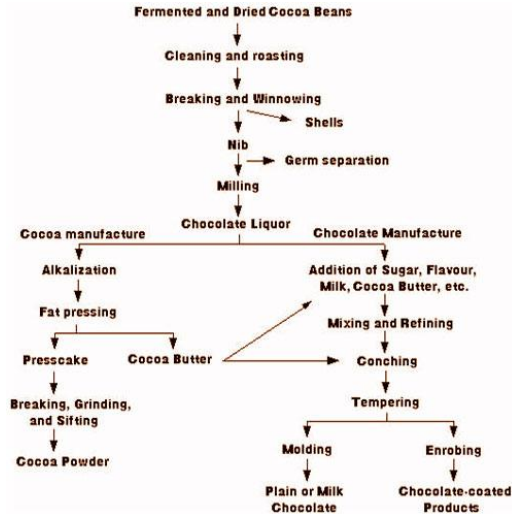 Fermented and Dried Cocoa Beans
Cleaning and roasting
Breaking and Winnowing
Shells
Nib
Germ separation
Milling
Chocolate Liquor
Cocoa manufacture
Chocolate Manufacture
Alkalization
Addition of Sugar, Flavour,
Milk, Cocoa Butter, etc.
Fat pressing
Mixing and Refining
Presscake
Cocoa Butter
Conching
Breaking, Grinding,
and Sifting
Tempering
Cocoa Powder
Molding
Enrobing
Plain or Milk
Chocolate
Chocolate-coated
Products